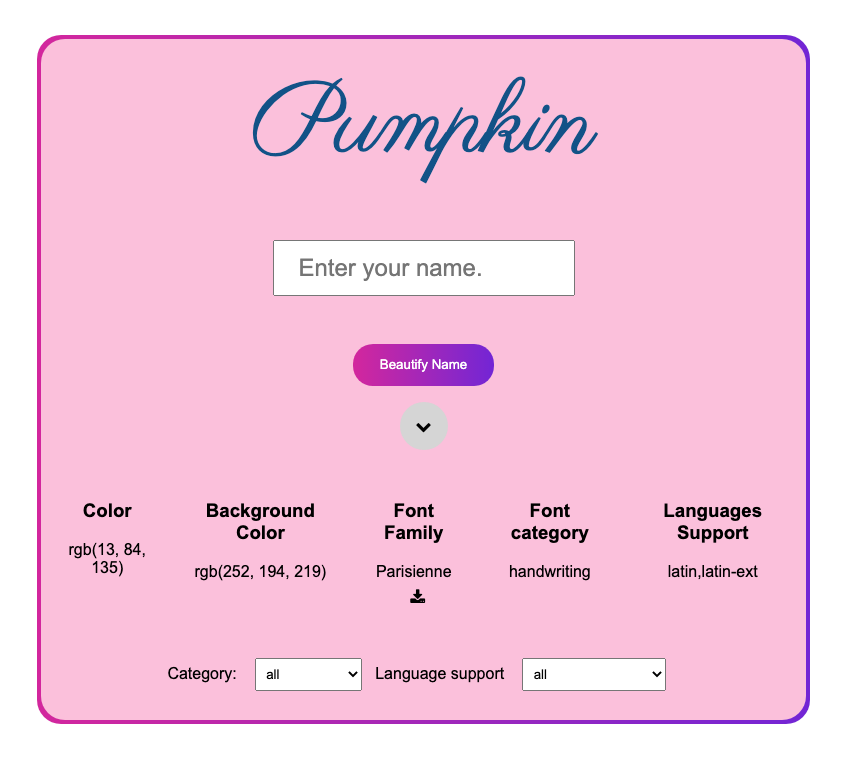 Pumpkin
Enter your name.
Beautify Name
Color
rgb(13, 84,
135)
Background
Color
rgb(252, 194, 219)
Font
Family
Parisienne
Font
category
handwriting
Languages
Support
latin,latin-ext
Category: all Language support all